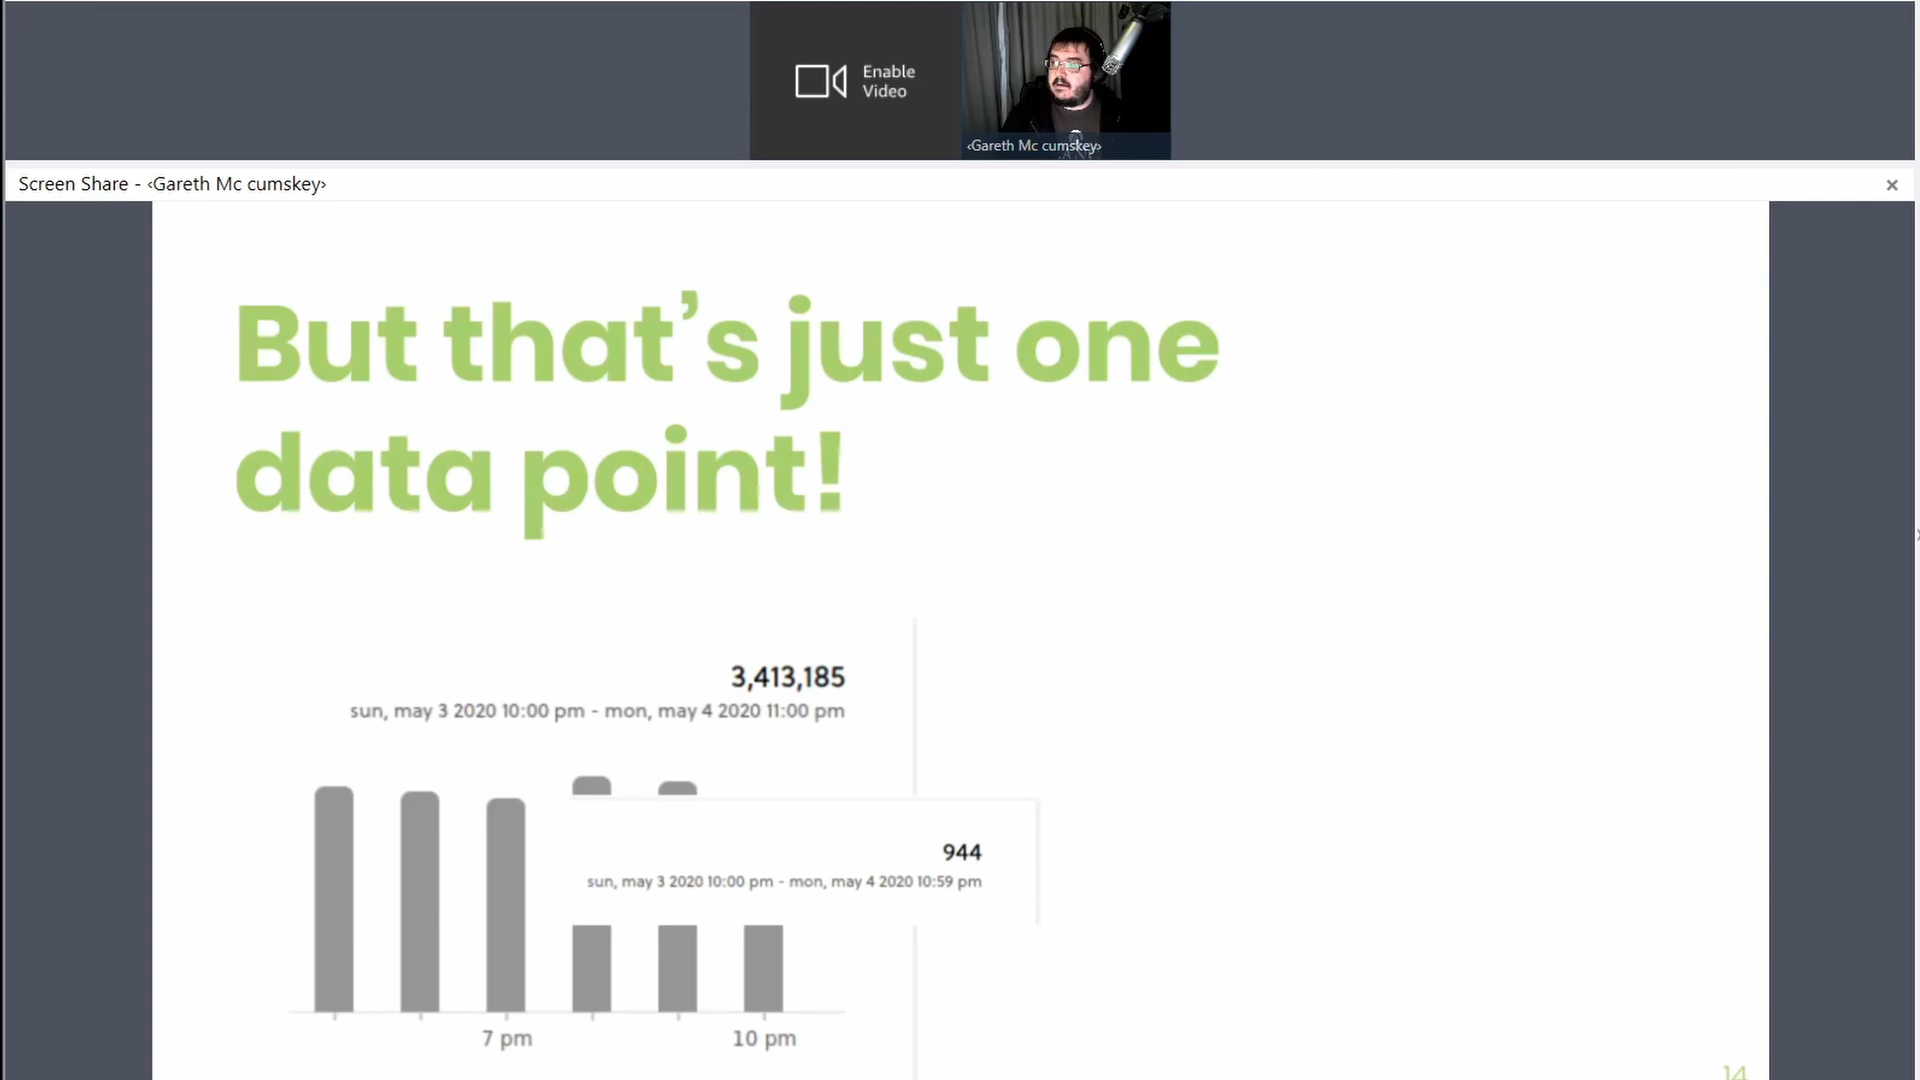 Enable
Video
‹Gareth Mc cumskey›
Screen Share - ‹Gareth Mc cumskey›
But that’s just one
data point!
3,413,185
sun, may 3 2020 10:00 pm - mon, may 4 2020 11:00 pm
944
sun, may 3 2020 10:00 pm - mon, may 4 2020 10:59 pm
7 pm
10 pm
14